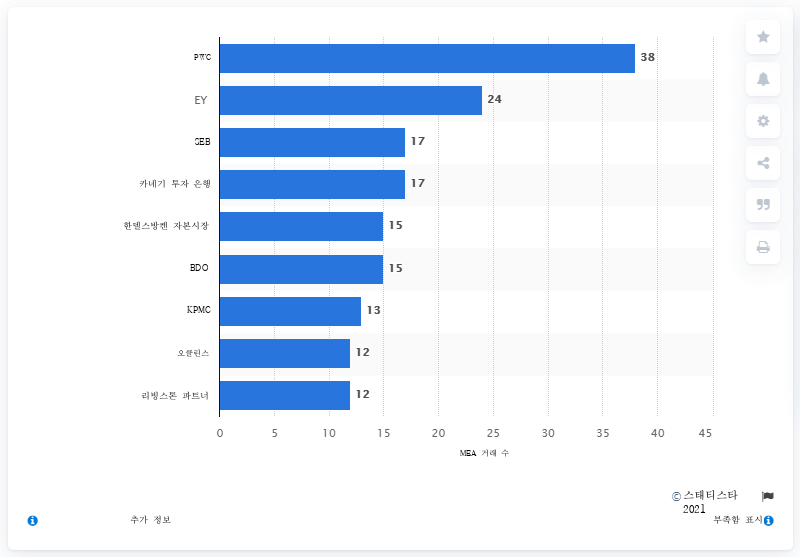 PWC 38
EY 24
SEB 17
카네기 투자 은행 17
한델스방켄 자본시장 15
BDO 15
KPMG 13
오클린스 12
리빙스톤 파트너 12
0 5 10 15 20 25 30 35 40 45
M&A 거래 수
© 스태티스타
2021
추가 정보
부족함 표시